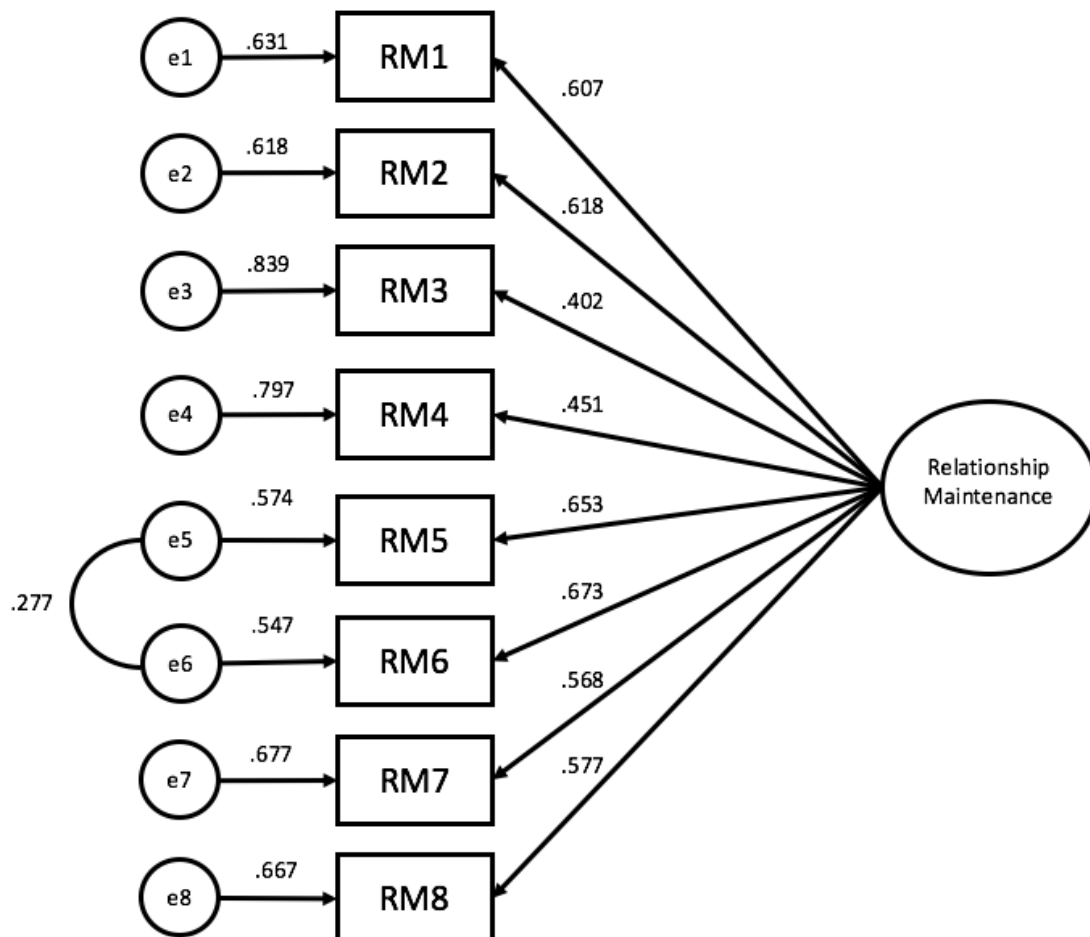 e1 .631 RM1 .607
e2 .618 RM2 .618
e3 .839 RM3 .402
e4 .797 RM4 .451
Relationship
Maintenance
e5 .574 RM5 .653
.277
e6 .547 RM6 .673
e7 .677 RM7 .568
e8 .667 RM8 .577